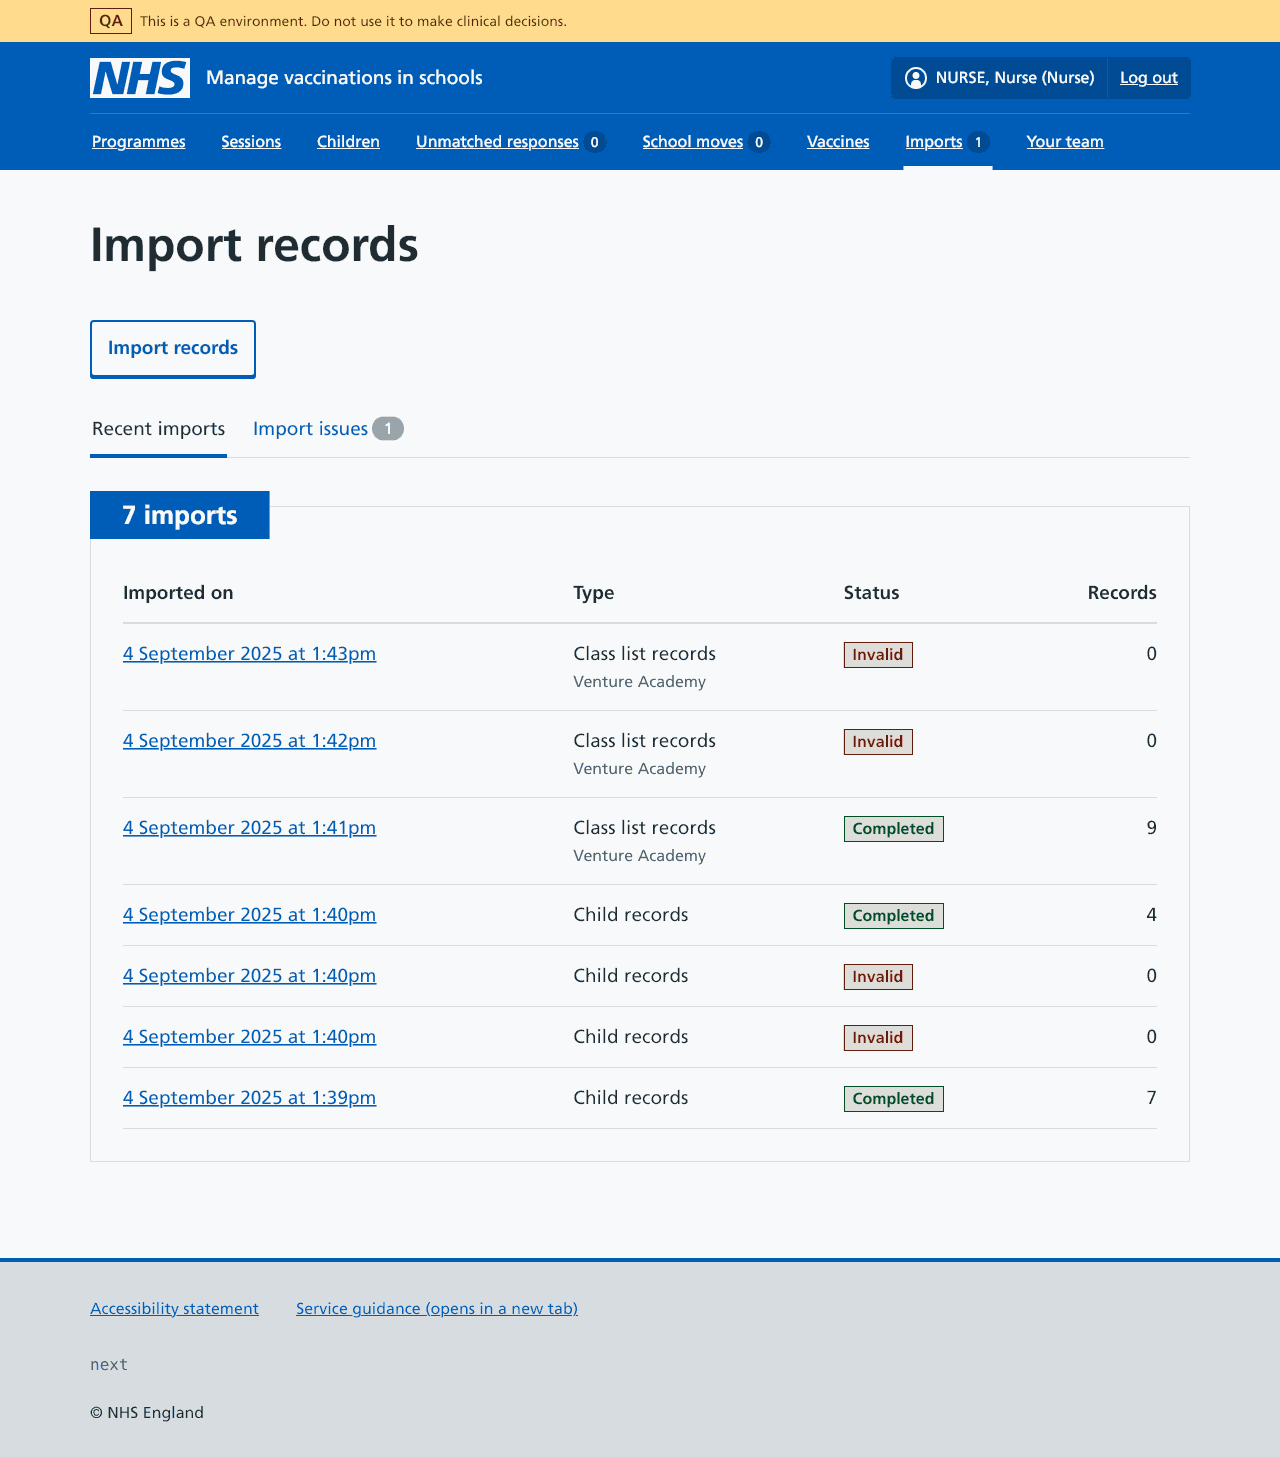 QA This is a QA environment. Do not use it to make clinical decisions.
NHS Manage vaccinations in schools NURSE, Nurse (Nurse) Log out
Programmes Sessions Children Unmatched responses 0 School moves 0 Vaccines Imports 1 Your team
Import records
Import records
Recent imports Import issues 1
7 imports
Imported on Type Status Records
4 September 2025 at 1:43pm Class list records Invalid 0
Venture Academy
4 September 2025 at 1:42pm Class list records Invalid 0
Venture Academy
4 September 2025 at 1:41pm Class list records Completed 9
Venture Academy
4 September 2025 at 1:40pm Child records Completed 4
4 September 2025 at 1:40pm Child records Invalid 0
4 September 2025 at 1:40pm Child records Invalid 0
4 September 2025 at 1:39pm Child records Completed 7
Accessibility statement Service guidance (opens in a new tab)
next
© NHS England